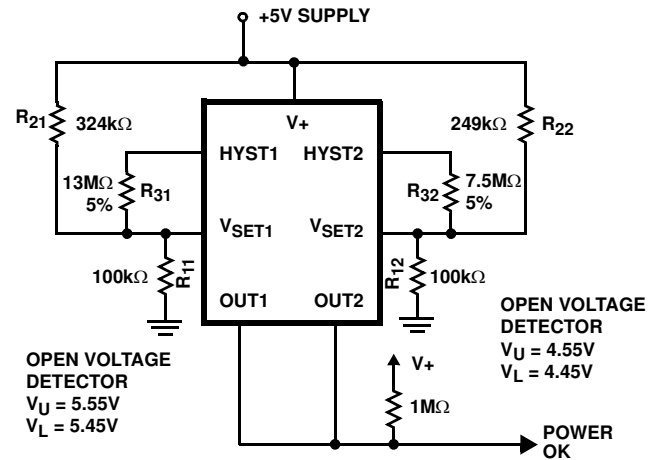 +5V SUPPLY
R21
324kΩ
V+
249kΩ
R22
HYST1
HYST2
13MΩ
5%
R31
R32
7.5MΩ
5%
VSET1
VSET2
100kΩ
R11
R12
100kΩ
OUT1
OUT2
OPEN VOLTAGE
DETECTOR
VU = 4.55V
VL = 4.45V
OPEN VOLTAGE
DETECTOR
VU = 5.55V
VL = 5.45V
V+
1MΩ
POWER
OK